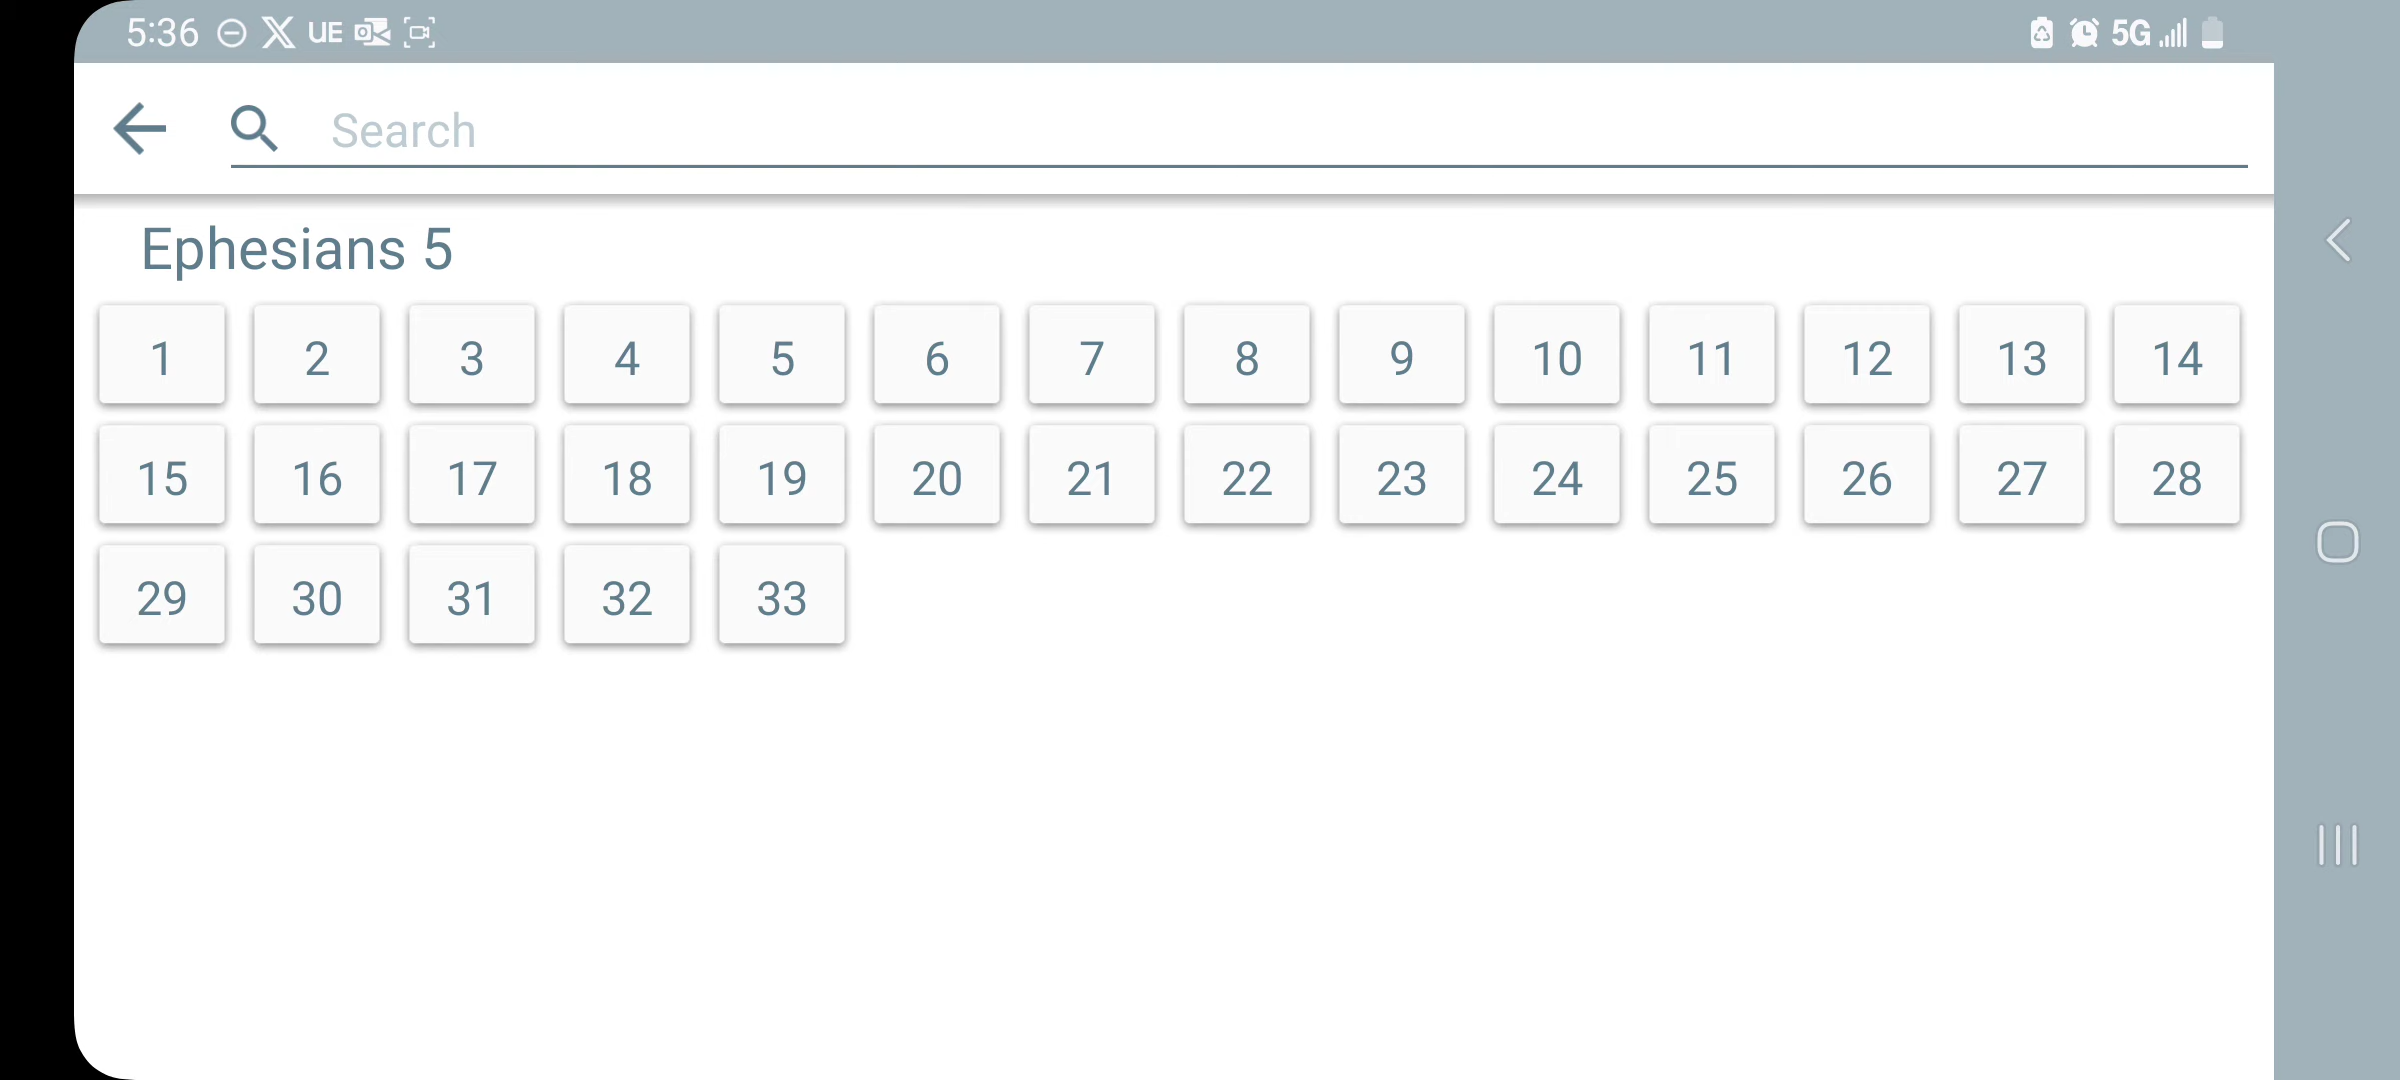 5:36 UE 5G
Search
Ephesians 5
1 2 3 4 5 6 7 8 9 10 11 12 13 14
15 16 17 18 19 20 21 22 23 24 25 26 27 28
29 30 31 32 33